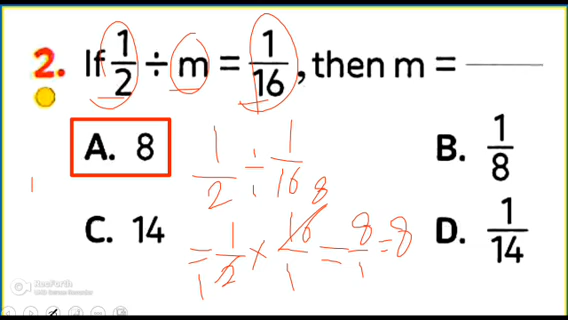 2. If 1/2 ÷ m = 1/16, then m = ____
A. 8
B. 1/8
1/2 ÷ 1/16
C. 14
= 1/2 × 16/1 = 8/1 = 8
D. 1/14